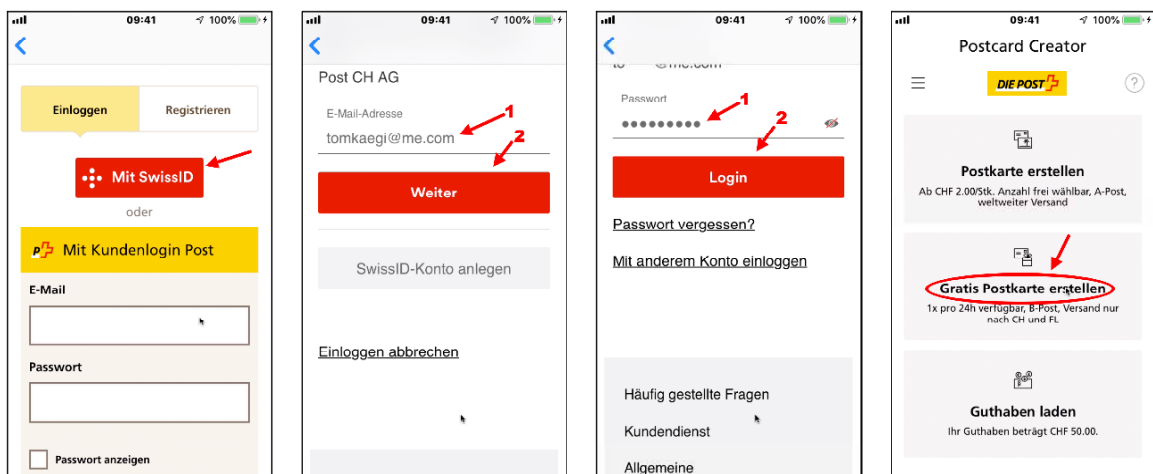 09:41
100%
Einloggen
Registrieren
Mit SwissID
oder
Mit Kundenlogin Post
E-Mail
Passwort
Passwort anzeigen
09:41
100%
Post CH AG
E-Mail-Adresse
1
tomkaegi@me.com
2
Weiter
SwissID-Konto anlegen
Einloggen abbrechen
09:41
100%
@me.com
Passwort
1
2
Login
Passwort vergessen?
Mit anderem Konto einloggen
Häufig gestellte Fragen
Kundendienst
Allgemeine
09:41
100%
Postcard Creator
DIE POST
?
Postkarte erstellen
Ab CHF 2.00/Stk. Anzahl frei wählbar, A-Post,
weltweiter Versand
Gratis Postkarte erstellen
1x pro 24h verfügbar, B-Post, Versand nur
nach CH und FL
Guthaben laden
Ihr Guthaben beträgt CHF 50.00.